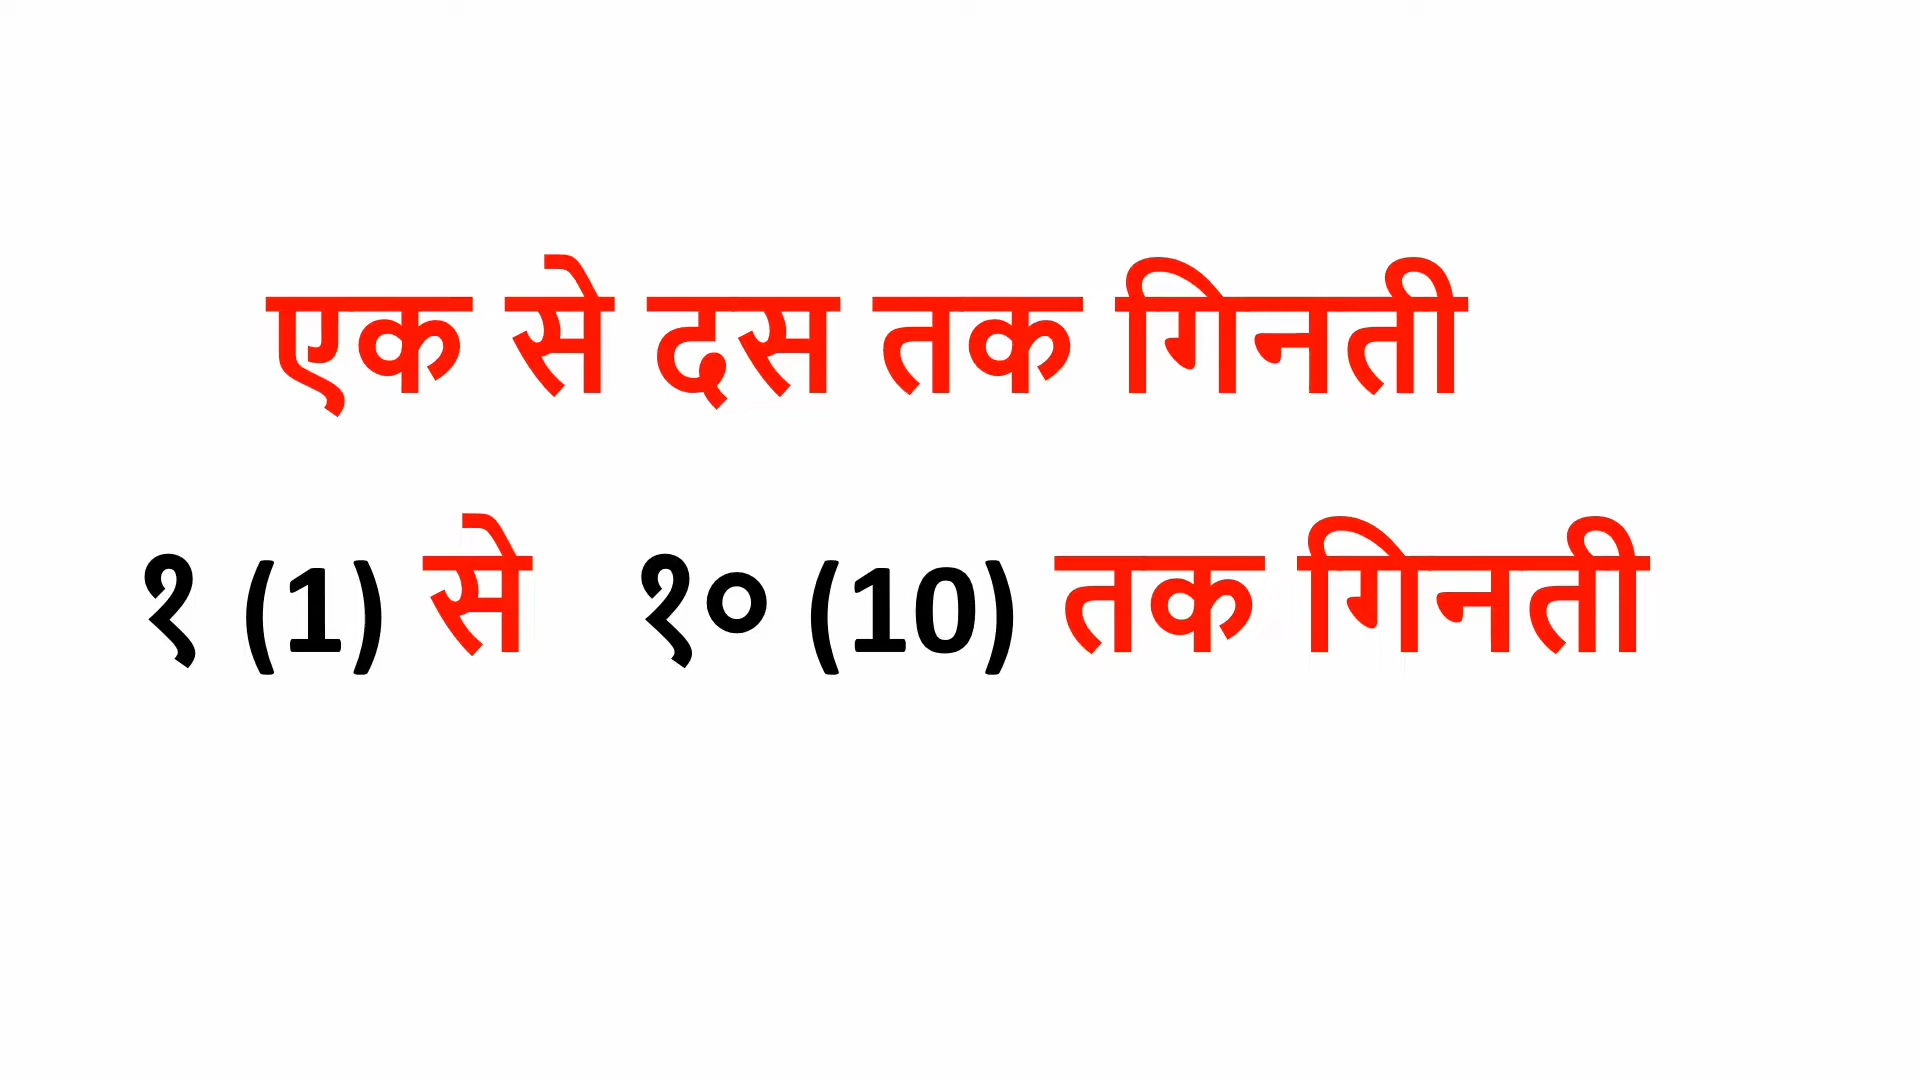 एक से दस तक गिनती
१ (1) से १० (10) तक गिनती